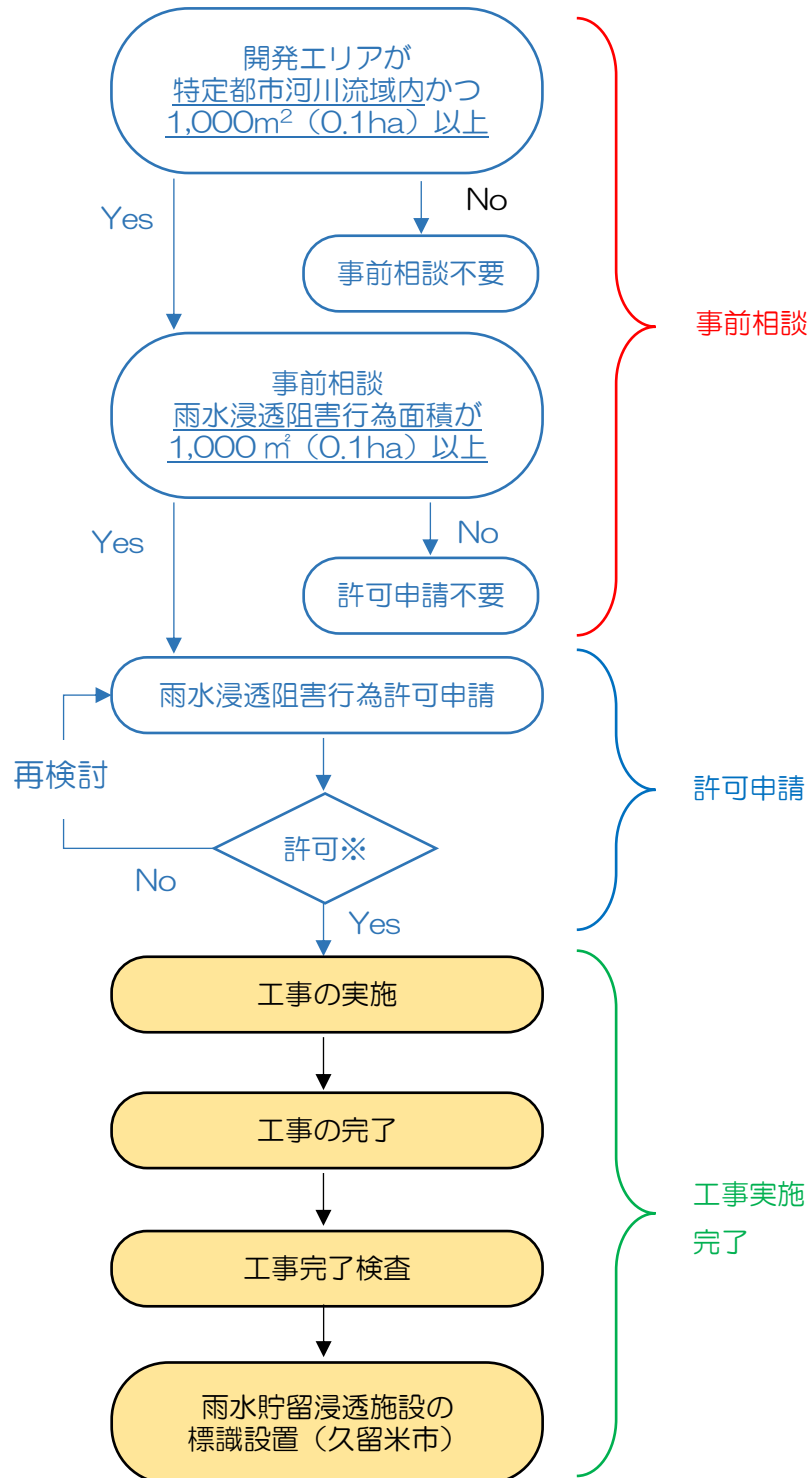 開発エリアが
特定都市河川流域内かつ
1,000m²（0.1ha）以上
Yes
No
事前相談不要
事前相談
事前相談
雨水浸透阻害行為面積が
1,000㎡（0.1ha）以上
Yes
No
許可申請不要
雨水浸透阻害行為許可申請
再検討
許可申請
許可※
No
Yes
工事の実施
工事の完了
工事実施
完了
工事完了検査
雨水貯留浸透施設の
標識設置（久留米市）